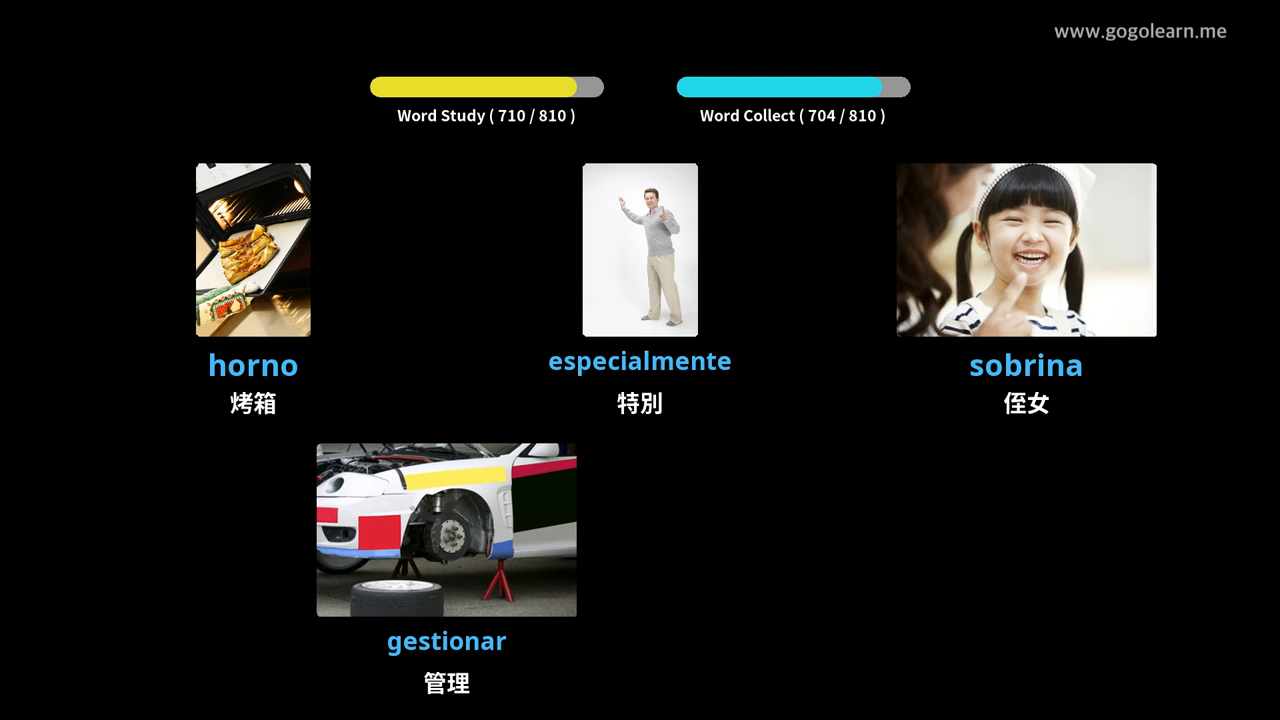 www.gogolearn.me
Word Study ( 710 / 810 )
Word Collect ( 704 / 810 )
horno
烤箱
especialmente
特別
sobrina
侄女
gestionar
管理